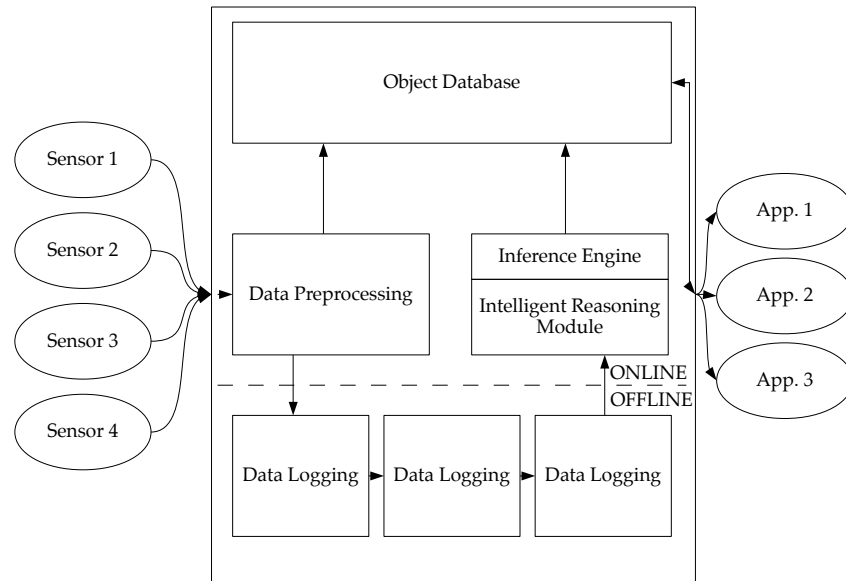 Object Database
Sensor 1
Sensor 2
Sensor 3
Sensor 4
Data Preprocessing
Inference Engine
Intelligent Reasoning
Module
App. 1
App. 2
App. 3
ONLINE
OFFLINE
Data Logging
Data Logging
Data Logging